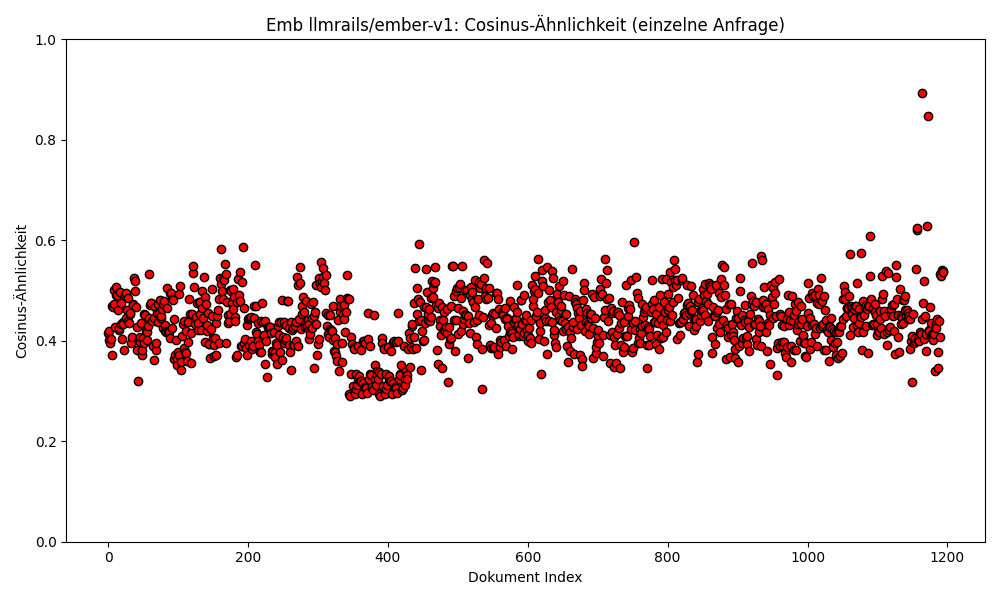 Emb llmrails/ember-v1: Cosinus-Ähnlichkeit (einzelne Anfrage)
1.0
0.8
0.6
0.4
0.2
0.0
Cosinus-Ähnlichkeit
0 200 400 600 800 1000 1200
Dokument Index